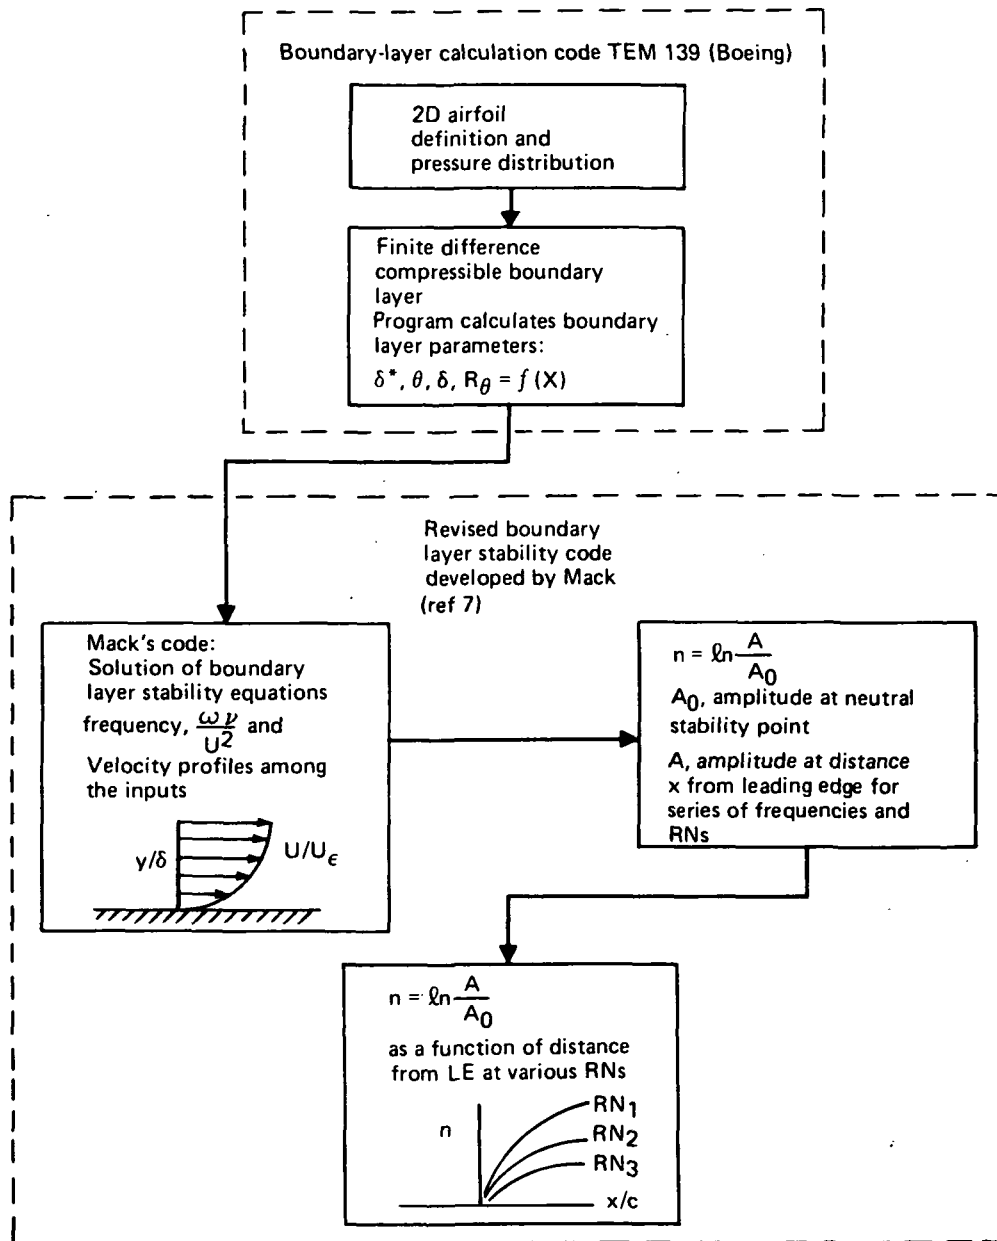 Boundary-layer calculation code TEM 139 (Boeing)
2D airfoil
definition and
pressure distribution
Finite difference
compressible boundary
layer
Program calculates boundary
layer parameters:
δ*, θ, δ, Rθ = f (X)
Revised boundary
layer stability code
developed by Mack
(ref 7)
Mack's code:
Solution of boundary
layer stability equations
frequency, ων/U² and
Velocity profiles among
the inputs
y/δ
U/Uϵ
n = ℓn A/A0
A0, amplitude at neutral
stability point
A, amplitude at distance
x from leading edge for
series of frequencies and
RNs
n = ℓn A/A0
as a function of distance
from LE at various RNs
n
RN1
RN2
RN3
x/c